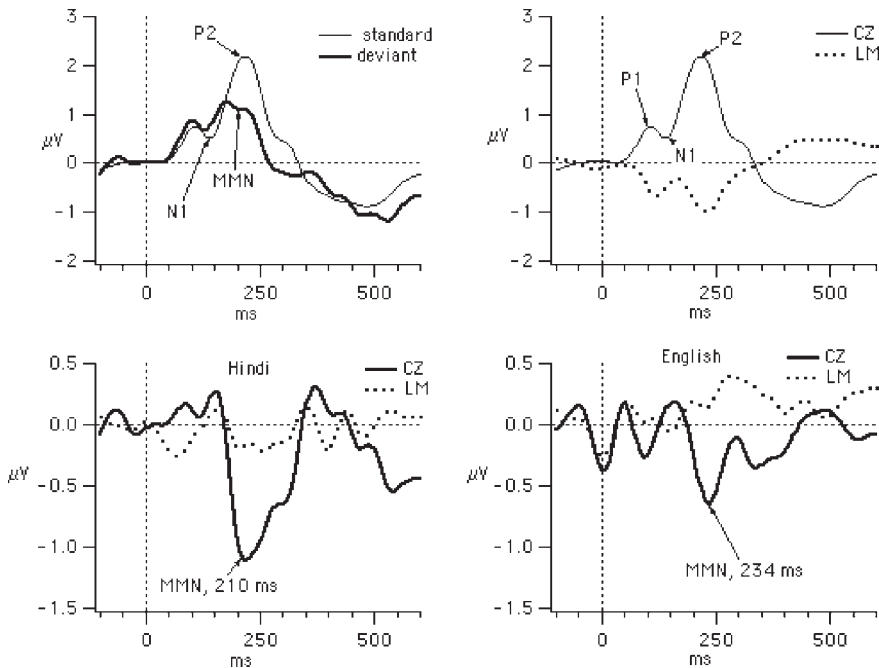 3
2
1
0
-1
-2
μV
P2
standard
deviant
N1
MMN
0
250
500
ms
3
2
1
0
-1
-2
μV
P1
P2
N1
CZ
LM
0
250
500
ms
0.5
0.0
-0.5
-1.0
-1.5
μV
Hindi
CZ
LM
MMN, 210 ms
0
250
500
ms
0.5
0.0
-0.5
-1.0
-1.5
μV
English
CZ
LM
MMN, 234 ms
0
250
500
ms